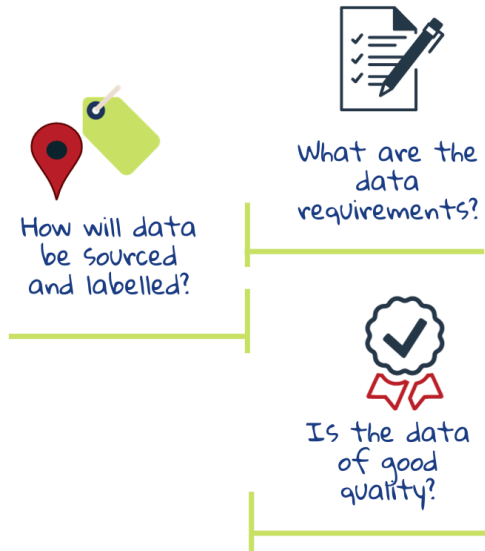 What are the
data
requirements?
How will data
be sourced
and labelled?
Is the data
of good
quality?